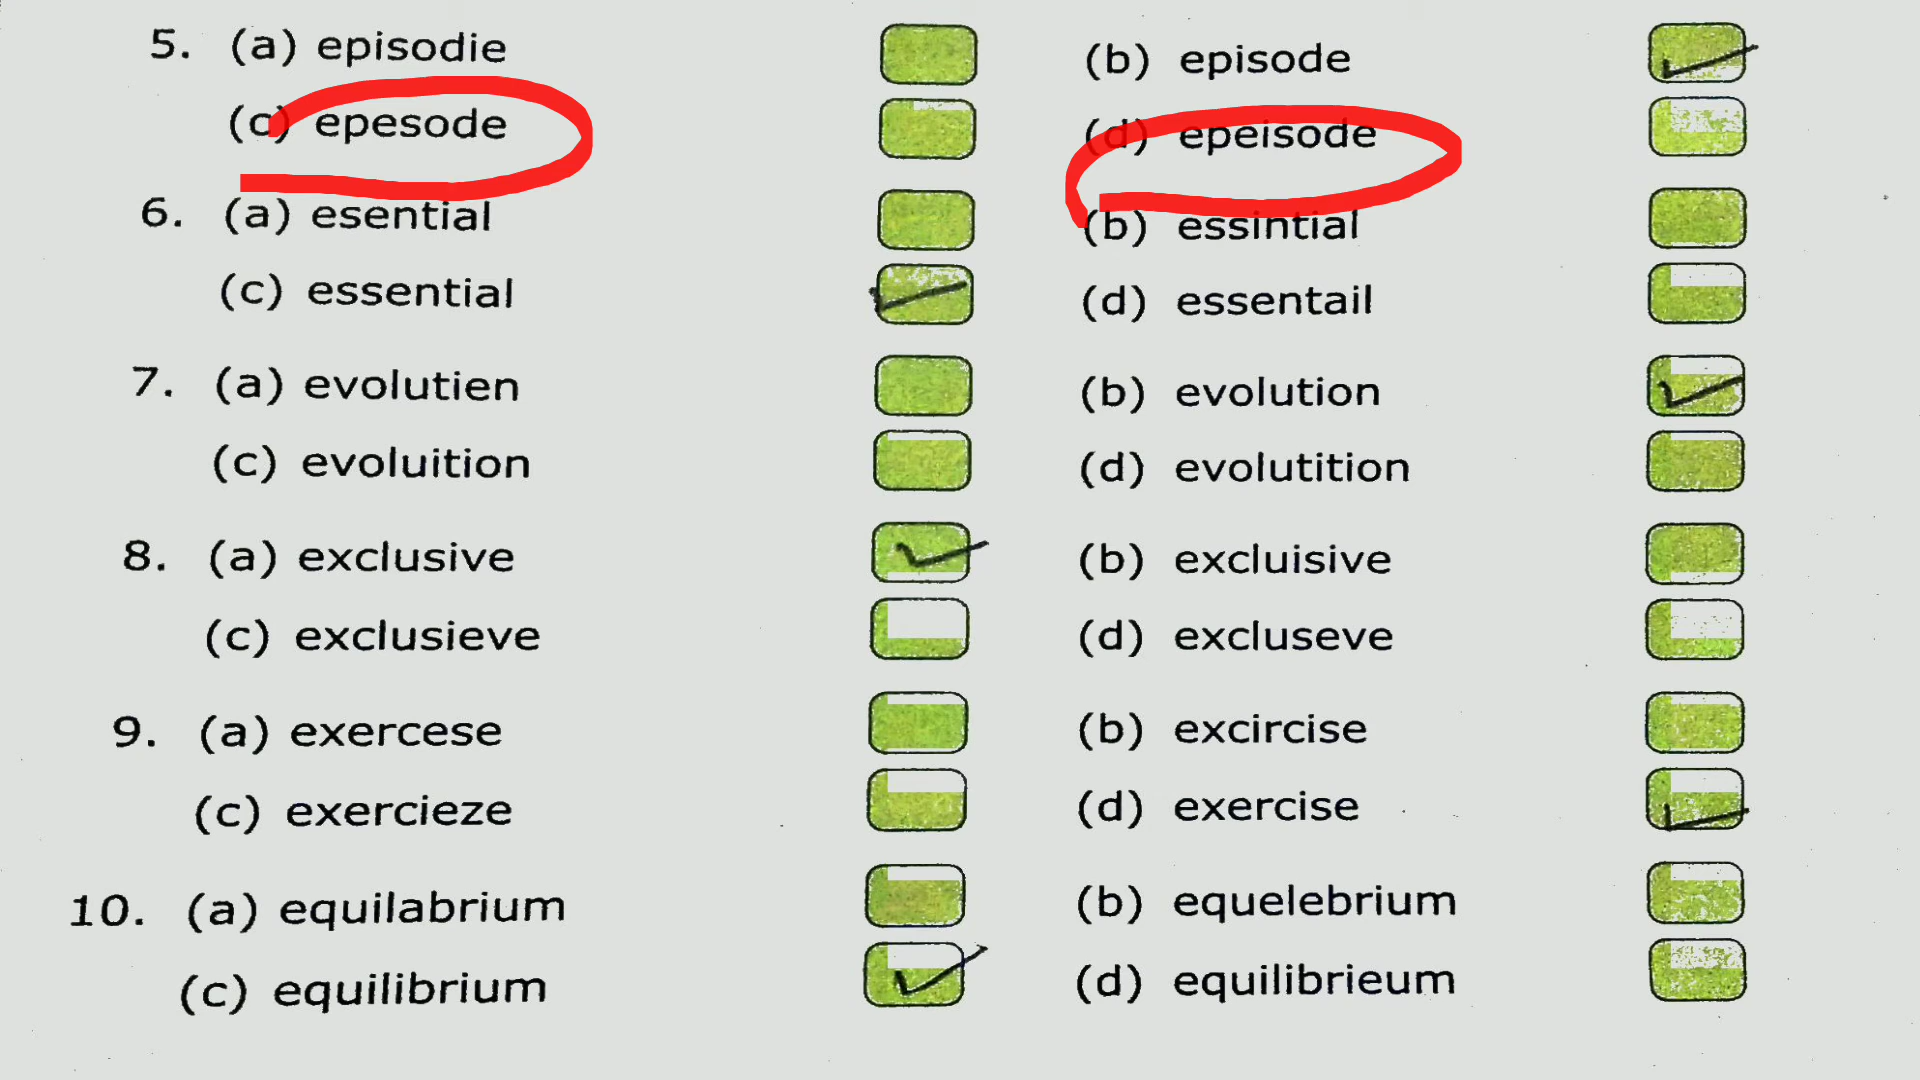 5. (a) episodie (b) episode
(c) epesode (d) epeisode
6. (a) esential (b) essintial
(c) essential (d) essentail
7. (a) evolutien (b) evolution
(c) evoluition (d) evolutition
8. (a) exclusive (b) excluisive
(c) exclusieve (d) excluseve
9. (a) exercese (b) excircise
(c) exercieze (d) exercise
10. (a) equilabrium (b) equelebrium
(c) equilibrium (d) equilibrieum